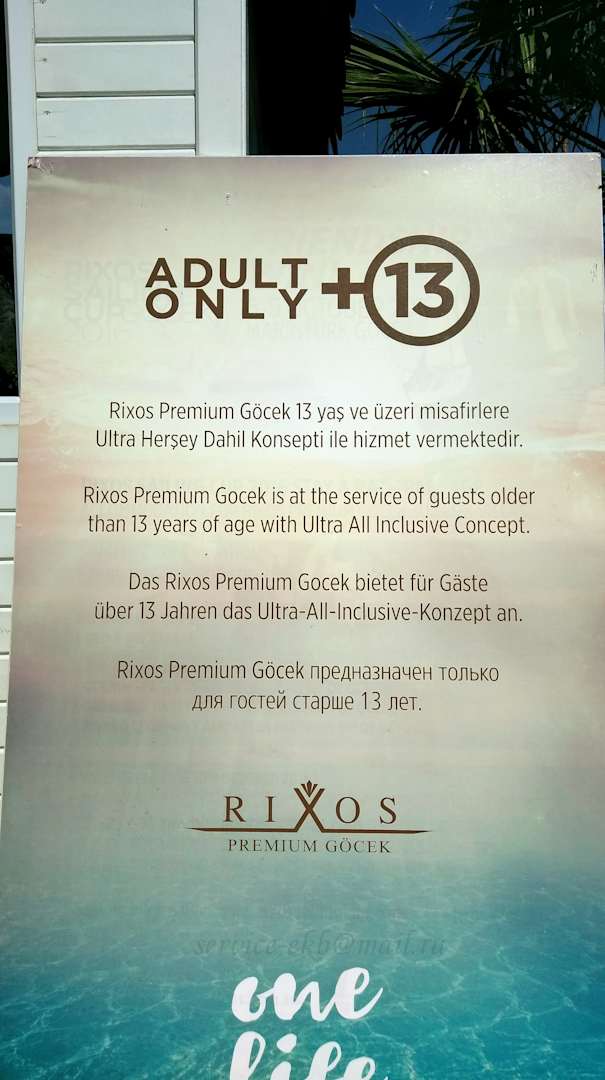 ADULT
ONLY +13
Rixos Premium Göcek 13 yaş ve üzeri misafirlere
Ultra Herşey Dahil Konsepti ile hizmet vermektedir.
Rixos Premium Gocek is at the service of guests older
than 13 years of age with Ultra All Inclusive Concept.
Das Rixos Premium Gocek bietet für Gäste
über 13 Jahren das Ultra-All-Inclusive-Konzept an.
Rixos Premium Göcek предназначен только
для гостей старше 13 лет.
RIXOS
PREMIUM GÖCEK
service-ekb@mail.ru
one
life